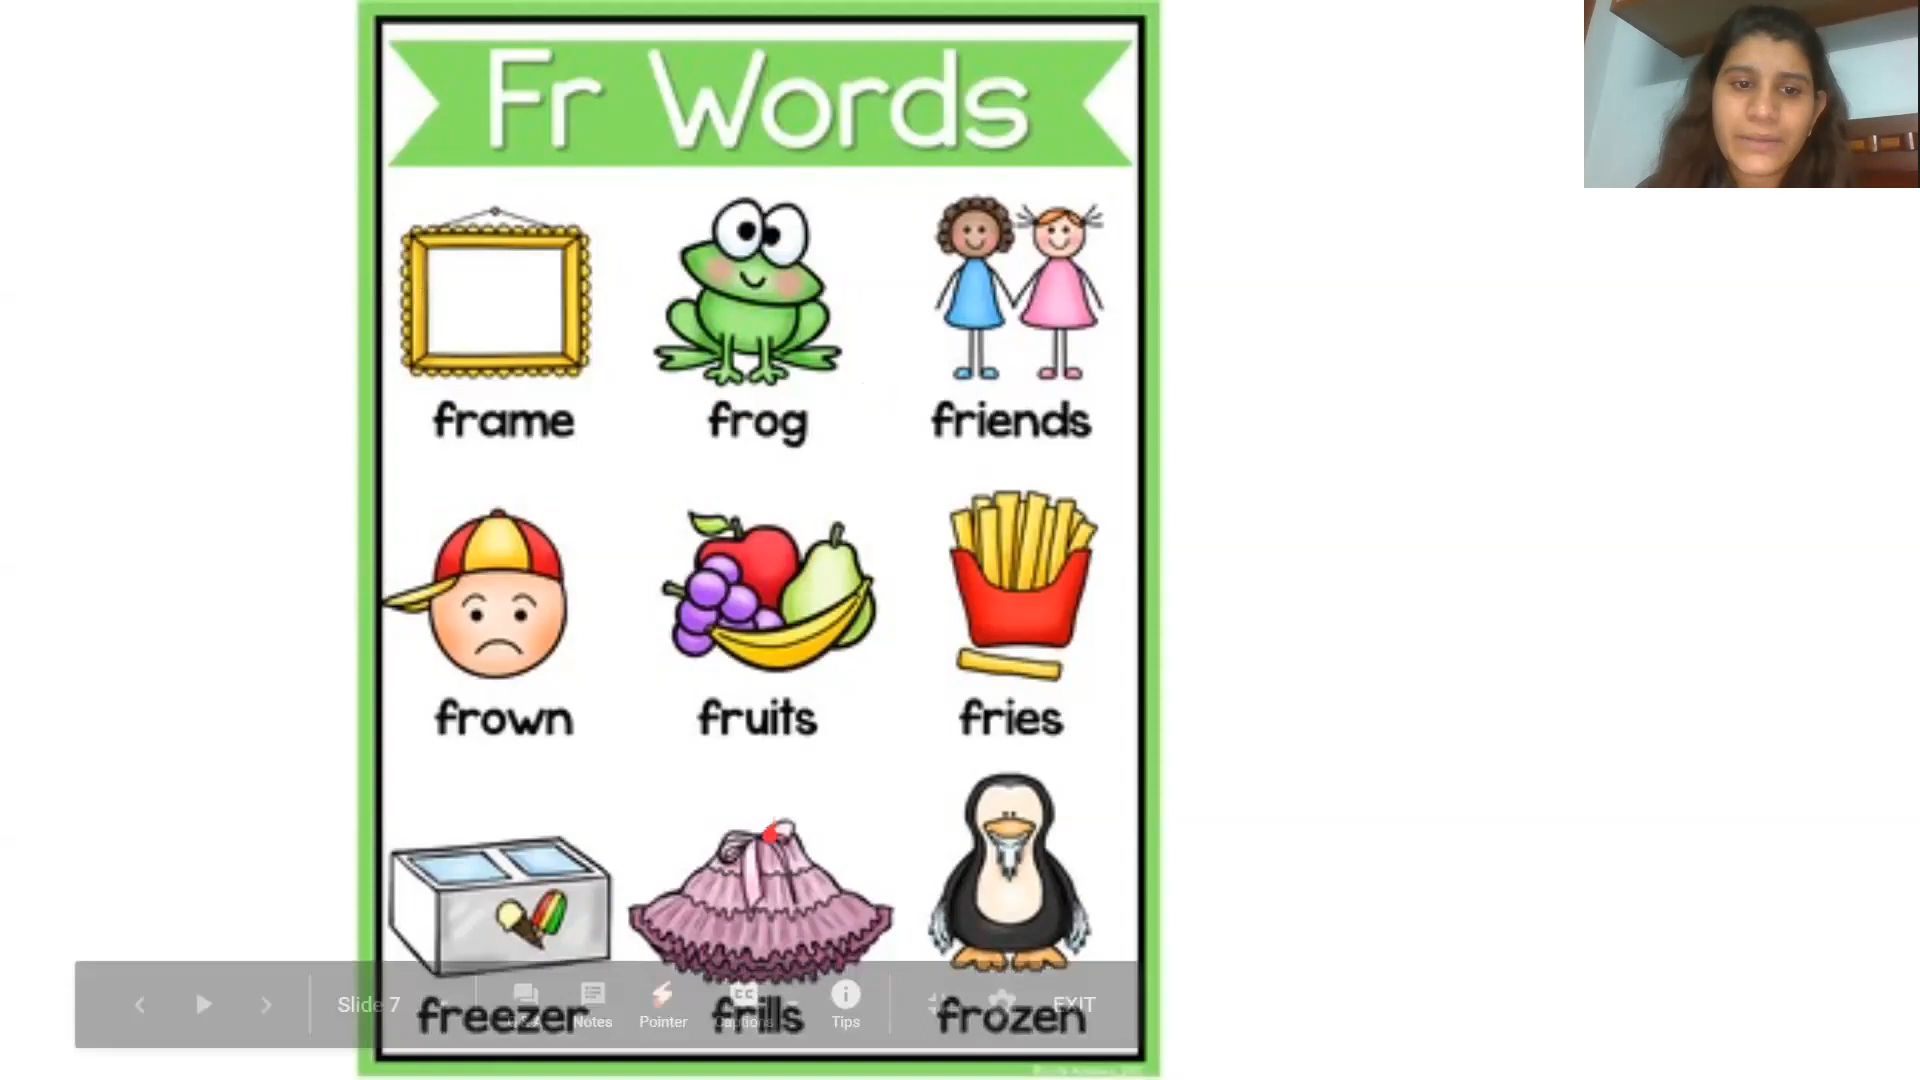 Fr Words
frame frog friends
frown fruits fries
freezer frills frozen
Slide 7 Notes Pointer Captions Tips EXIT